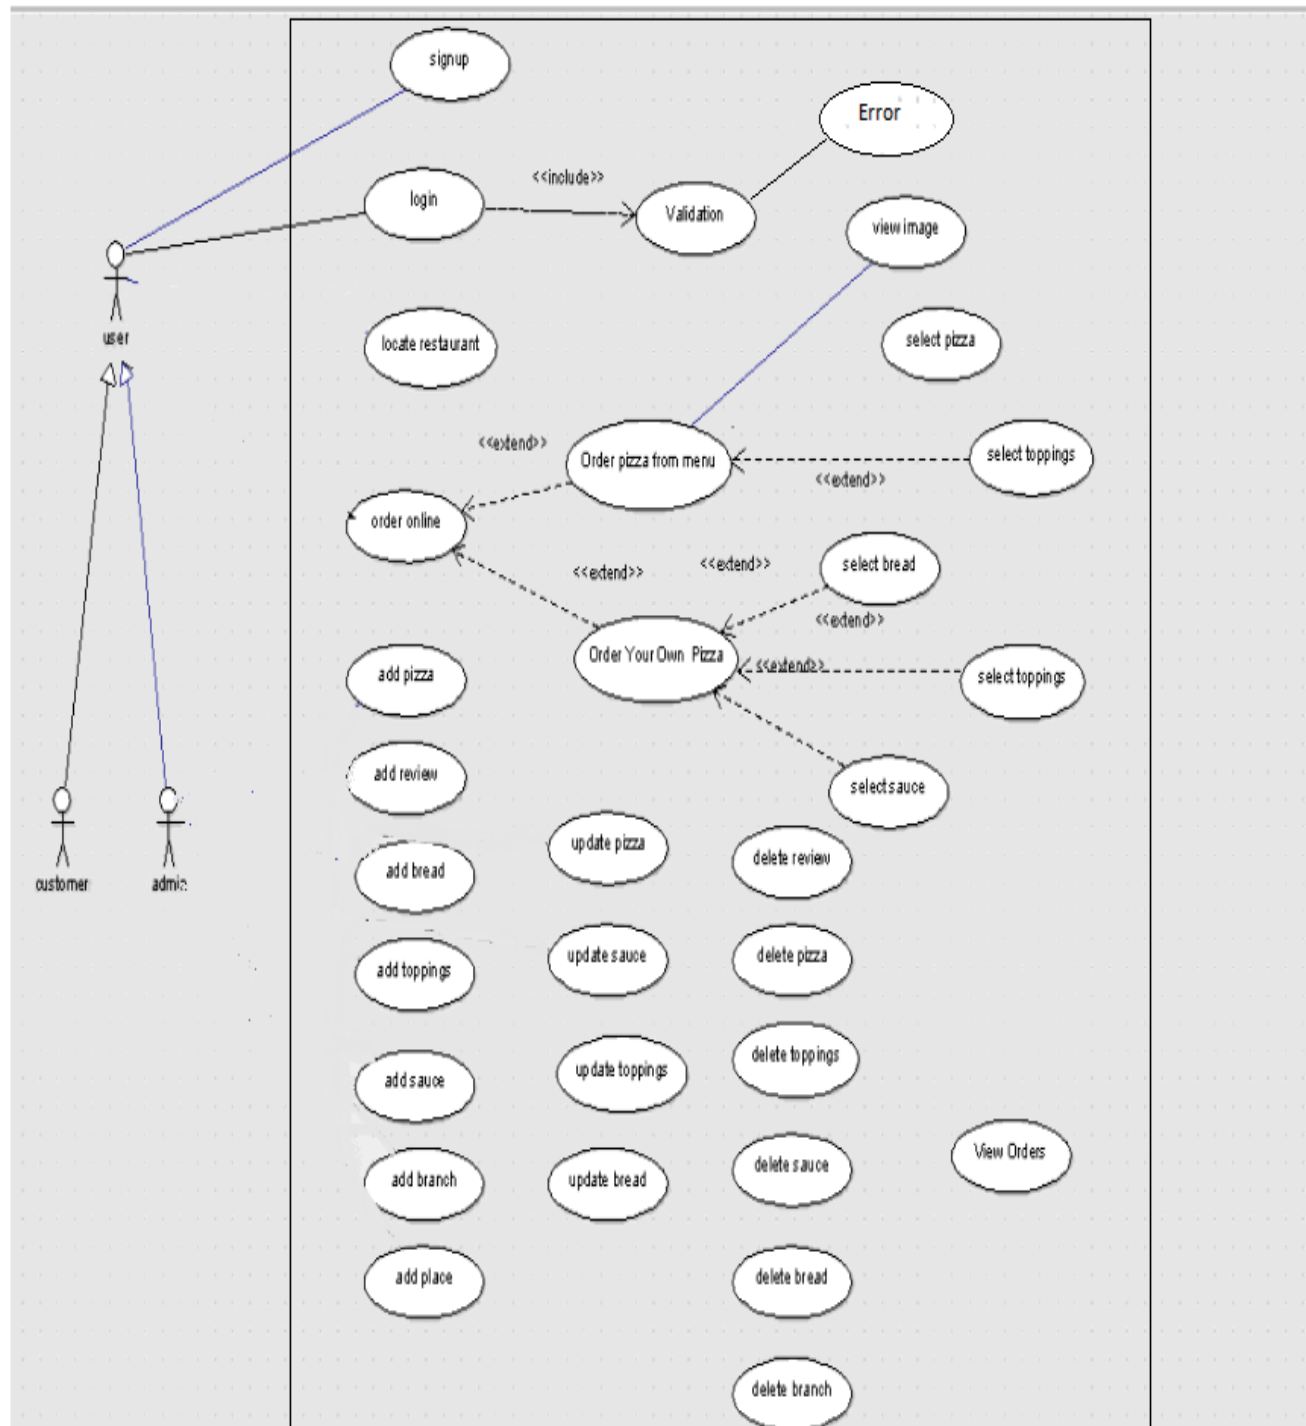 signup
Error
login
<<include>>
Validation
view image
user
locate restaurant
select pizza
<<extend>>
Order pizza from menu
select toppings
<<extend>>
order online
<<extend>>
<<extend>>
select bread
<<extend>>
Order Your Own Pizza
<<extend>>
select toppings
add pizza
add review
select sauce
update pizza
delete review
add bread
customer
update sauce
delete pizza
add toppings
update toppings
delete toppings
add sauce
View Orders
add branch
update bread
delete sauce
add place
delete bread
delete branch